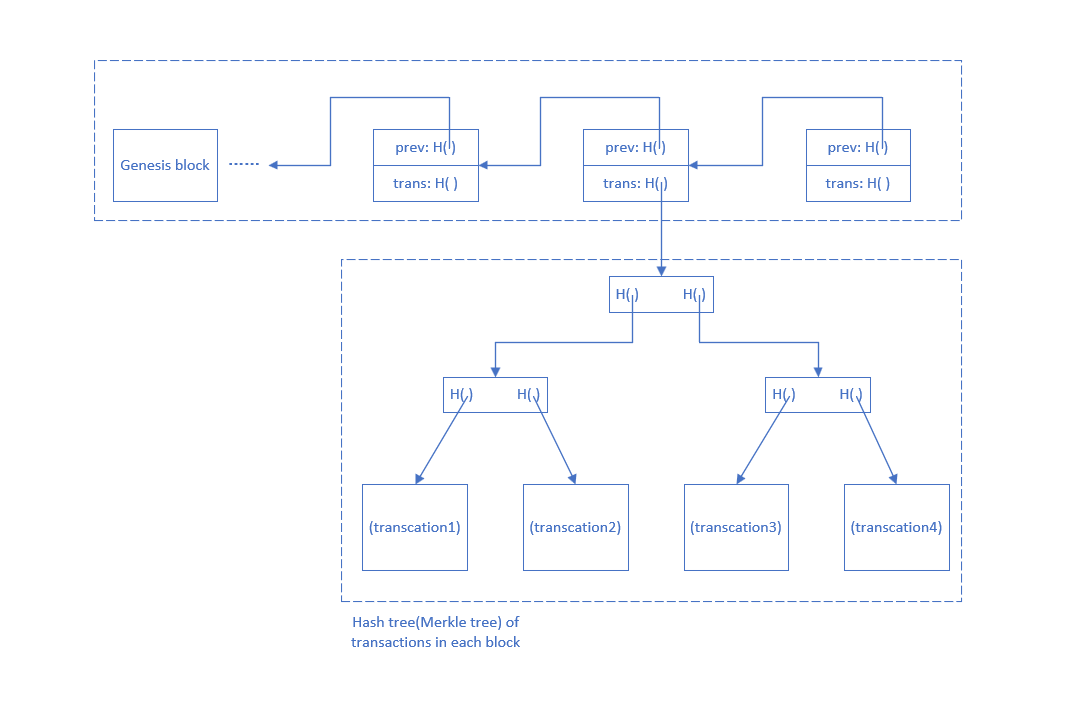 Genesis block
......
prev: H( )
trans: H( )
prev: H( )
trans: H( )
prev: H( )
trans: H( )
H( )
H( )
H( )
H( )
H( )
H( )
(transcation1)
(transcation2)
(transcation3)
(transcation4)
Hash tree(Merkle tree) of
transactions in each block